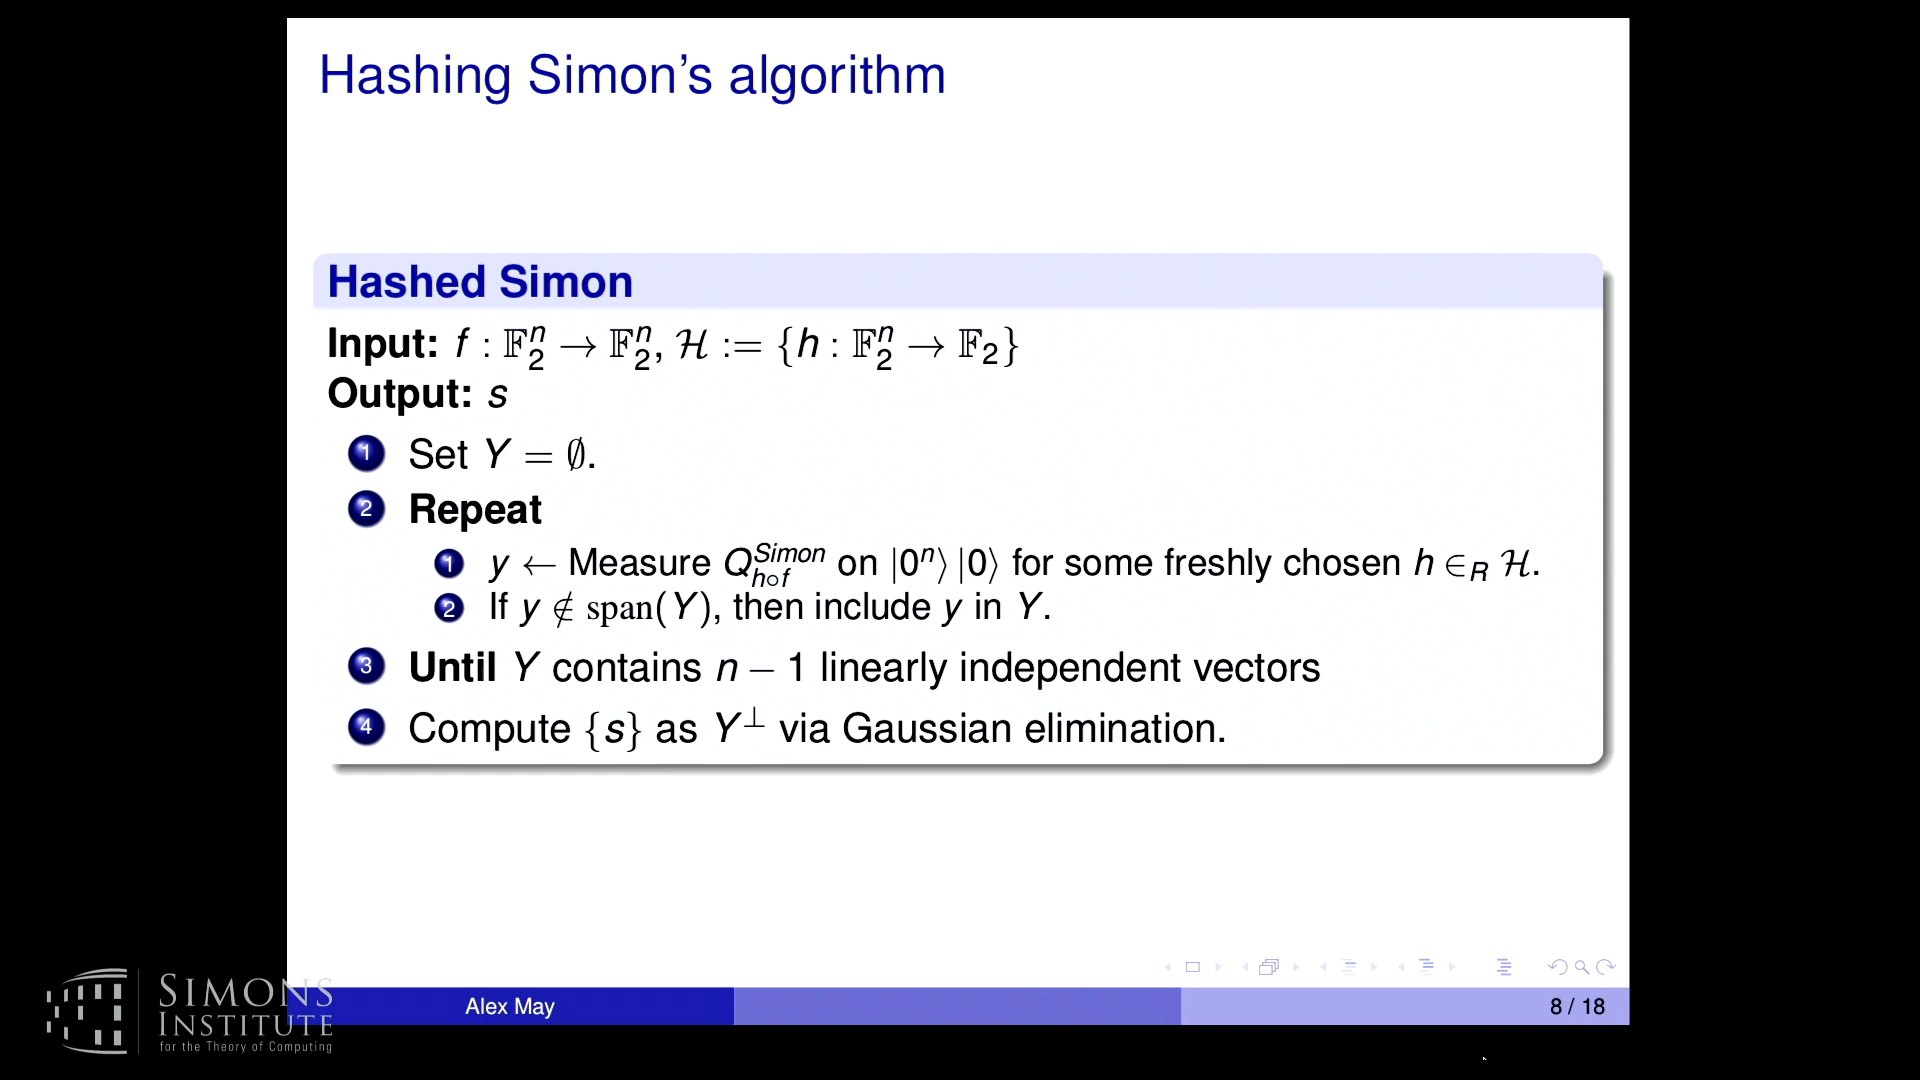 Hashing Simon's algorithm
Hashed Simon
Input: f : 𝔽₂ⁿ → 𝔽₂ⁿ, ℋ := {h : 𝔽₂ⁿ → 𝔽₂}
Output: s
1 Set Y = ∅.
2 Repeat
1 y ← Measure Q_{h∘f}^{Simon} on |0ⁿ⟩ |0⟩ for some freshly chosen h ∈_R ℋ.
2 If y ∉ span(Y), then include y in Y.
3 Until Y contains n − 1 linearly independent vectors
4 Compute {s} as Y^⊥ via Gaussian elimination.
Alex May
8 / 18
SIMONS
INSTITUTE
for the Theory of Computing